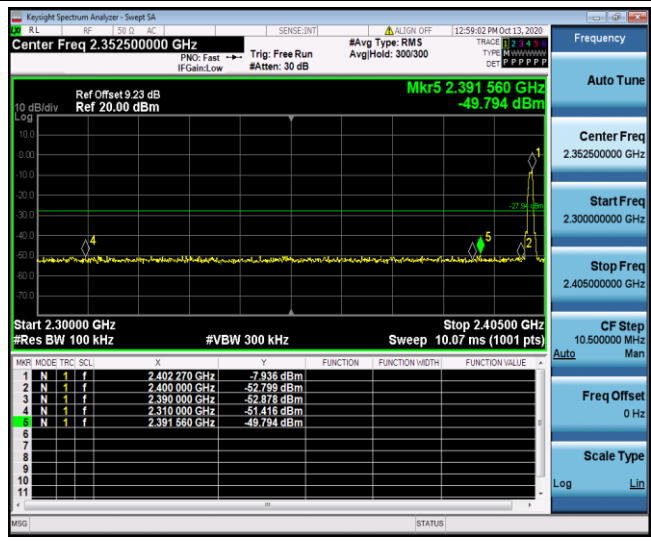 Keysight Spectrum Analyzer - Swept SA
RL RF 50 Ω AC SENSE:INT ALIGN OFF 12:59:02 PM Oct 13, 2020
Center Freq 2.352500000 GHz
PNO: Fast
IFGain:Low
Trig: Free Run
#Atten: 30 dB
#Avg Type: RMS
Avg|Hold: 300/300
TRACE 1 2 3 4 5 6
TYPE M WWWWW
DET P P P P P P
Mkr5 2.391 560 GHz
-49.794 dBm
Ref Offset 9.23 dB
Ref 20.00 dBm
10 dB/div
Log
10.0
0.00
-10.0
-20.0
-30.0
-40.0
-50.0
-60.0
-70.0
1
-27.94 dBm
4
5
2
Start 2.30000 GHz
Stop 2.40500 GHz
#Res BW 100 kHz
#VBW 300 kHz
Sweep 10.07 ms (1001 pts)
MKR MODE TRC SCL X Y FUNCTION FUNCTION WIDTH FUNCTION VALUE
1 N 1 f 2.402 270 GHz -7.936 dBm
2 N 1 f 2.400 000 GHz -52.799 dBm
3 N 1 f 2.390 000 GHz -52.878 dBm
4 N 1 f 2.310 000 GHz -51.416 dBm
5 N 1 f 2.391 560 GHz -49.794 dBm
6
7
8
9
10
11
MSG
STATUS
Frequency
Auto Tune
Center Freq
2.352500000 GHz
Start Freq
2.300000000 GHz
Stop Freq
2.405000000 GHz
CF Step
10.500000 MHz
Auto Man
Freq Offset
0 Hz
Scale Type
Log Lin